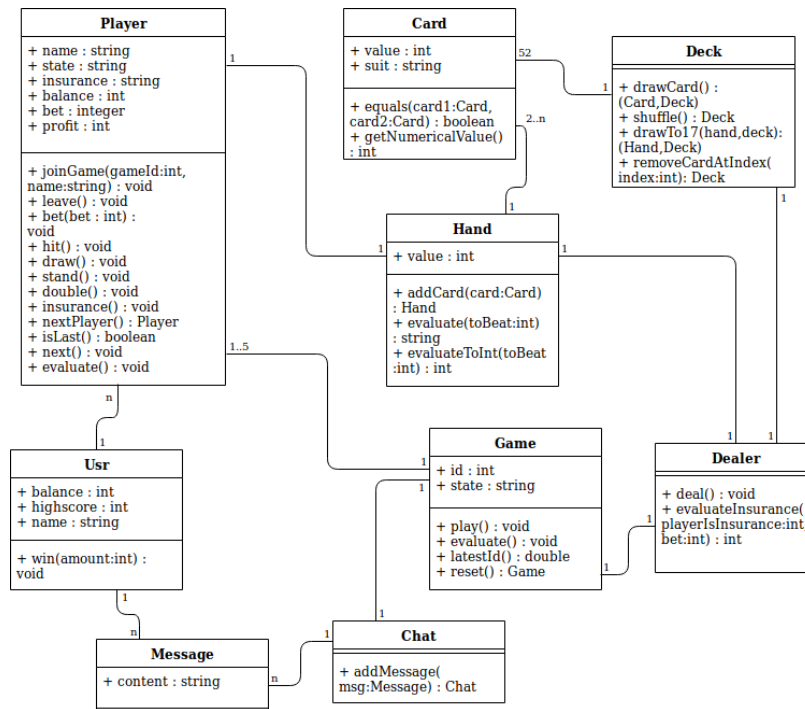 Player
+ name : string
+ state : string
+ insurance : string
+ balance : int
+ bet : integer
+ profit : int
+ joinGame(gameId:int,
name:string) : void
+ leave() : void
+ bet(bet : int) :
void
+ hit() : void
+ draw() : void
+ stand() : void
+ double() : void
+ insurance() : void
+ nextPlayer() : Player
+ isLast() : boolean
+ next() : void
+ evaluate() : void
Card
+ value : int
+ suit : string
+ equals(card1:Card,
card2:Card) : boolean
+ getNumericalValue()
: int
Deck
+ drawCard() :
(Card,Deck)
+ shuffle() : Deck
+ drawTo17(hand,deck):
(Hand,Deck)
+ removeCardAtIndex(
index:int): Deck
Hand
+ value : int
+ addCard(card:Card)
: Hand
+ evaluate(toBeat:int)
: string
+ evaluateToInt(toBeat
:int) : int
Usr
+ balance : int
+ highscore : int
+ name : string
+ win(amount:int) :
void
Game
+ id : int
+ state : string
+ play() : void
+ evaluate() : void
+ latestId() : double
+ reset() : Game
Dealer
+ deal() : void
+ evaluateInsurance(
playerIsInsurance:int,
bet:int) : int
Message
+ content : string
Chat
+ addMessage(
msg:Message) : Chat
1
1
52
1
2..n
1
1
1
1
1
1..5
1
n
1
1
1
1
1
1
n
n
1